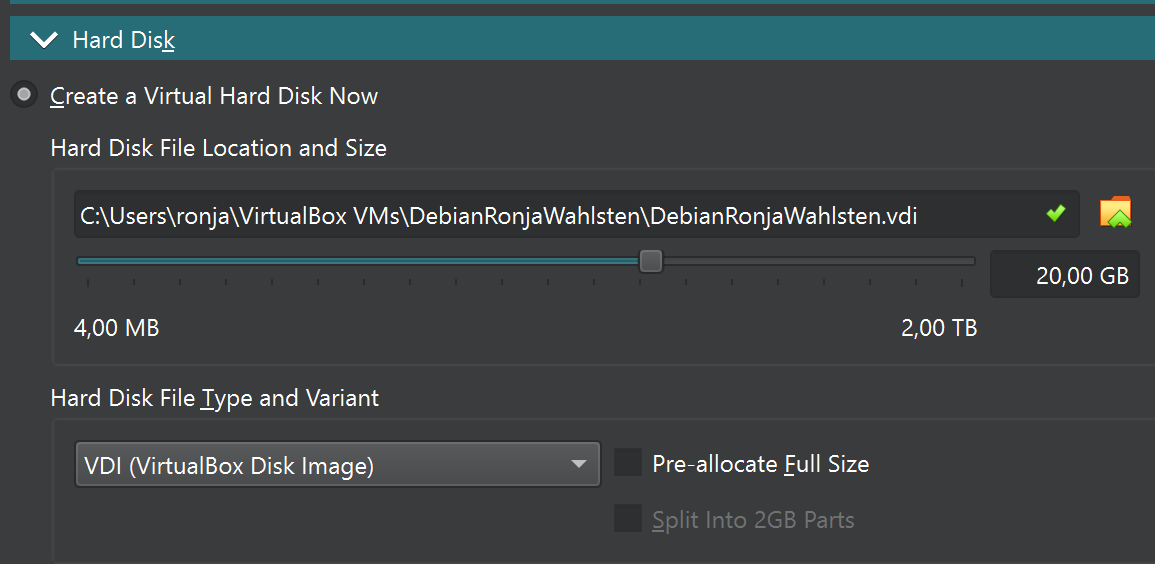 Hard Disk
Create a Virtual Hard Disk Now
Hard Disk File Location and Size
C:\Users\ronja\VirtualBox VMs\DebianRonjaWahlsten\DebianRonjaWahlsten.vdi
20,00 GB
4,00 MB 2,00 TB
Hard Disk File Type and Variant
VDI (VirtualBox Disk Image) Pre-allocate Full Size
Split Into 2GB Parts